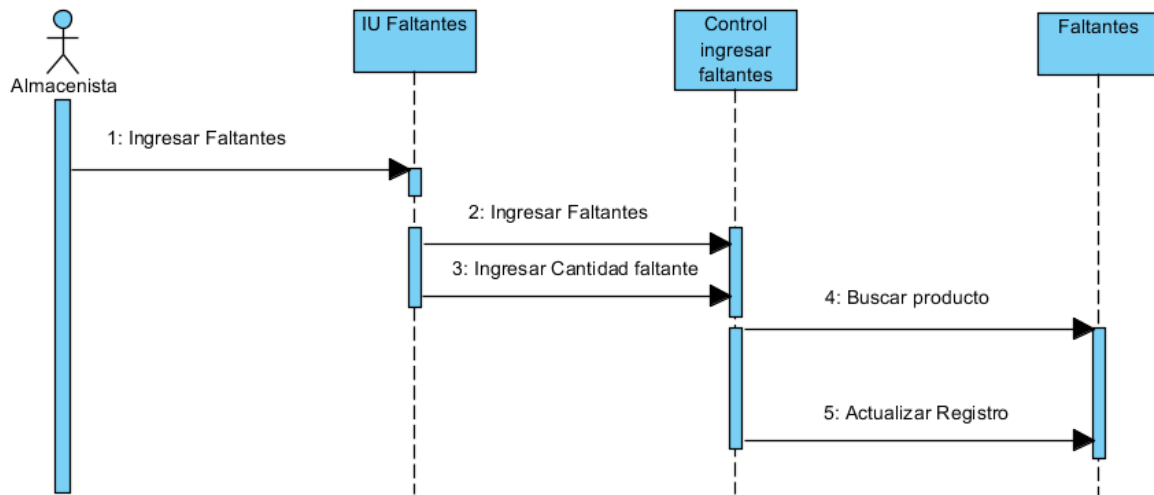 IU Faltantes
Control
ingresar
faltantes
Faltantes
Almacenista
1: Ingresar Faltantes
2: Ingresar Faltantes
3: Ingresar Cantidad faltante
4: Buscar producto
5: Actualizar Registro